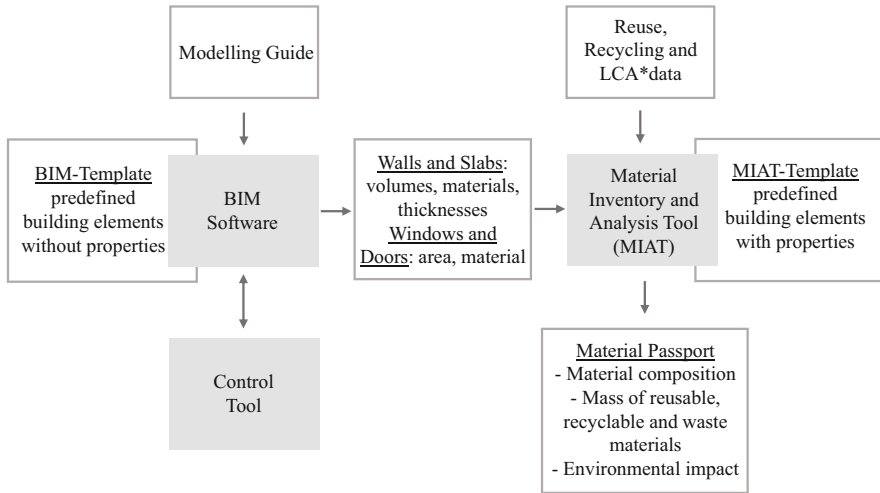 Modelling Guide
Reuse,
Recycling and
LCA*data
BIM-Template
predefined
building elements
without properties
BIM
Software
Walls and Slabs:
volumes, materials,
thicknesses
Windows and
Doors: area, material
Material
Inventory and
Analysis Tool
(MIAT)
MIAT-Template
predefined
building elements
with properties
Control
Tool
Material Passport
- Material composition
- Mass of reusable,
recyclable and waste
materials
- Environmental impact